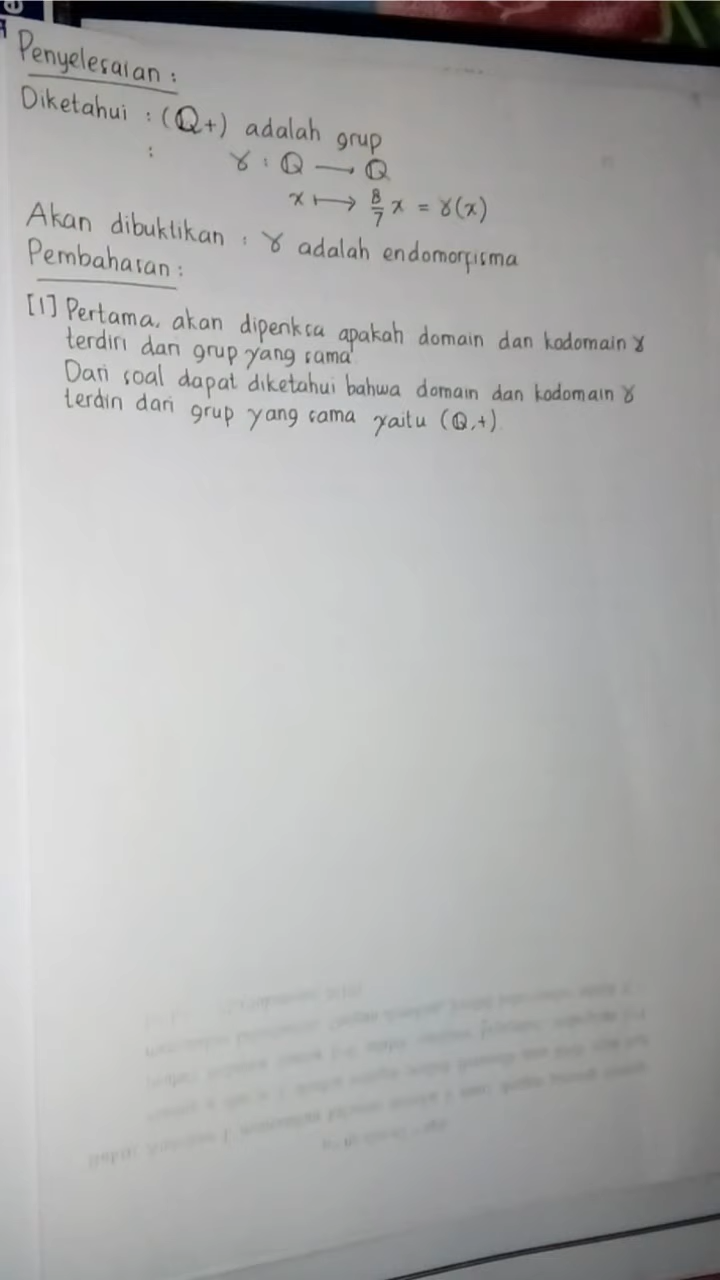 Penyelesaian :
Diketahui : (Q+) adalah grup
: γ : Q → Q
x ↦ 8/7 x = γ(x)
Akan dibuktikan : γ adalah endomorfisma
Pembahasan :
[1] Pertama, akan diperiksa apakah domain dan kodomain γ
terdiri dari grup yang sama
Dari soal dapat diketahui bahwa domain dan kodomain γ
terdiri dari grup yang sama yaitu (Q,+).